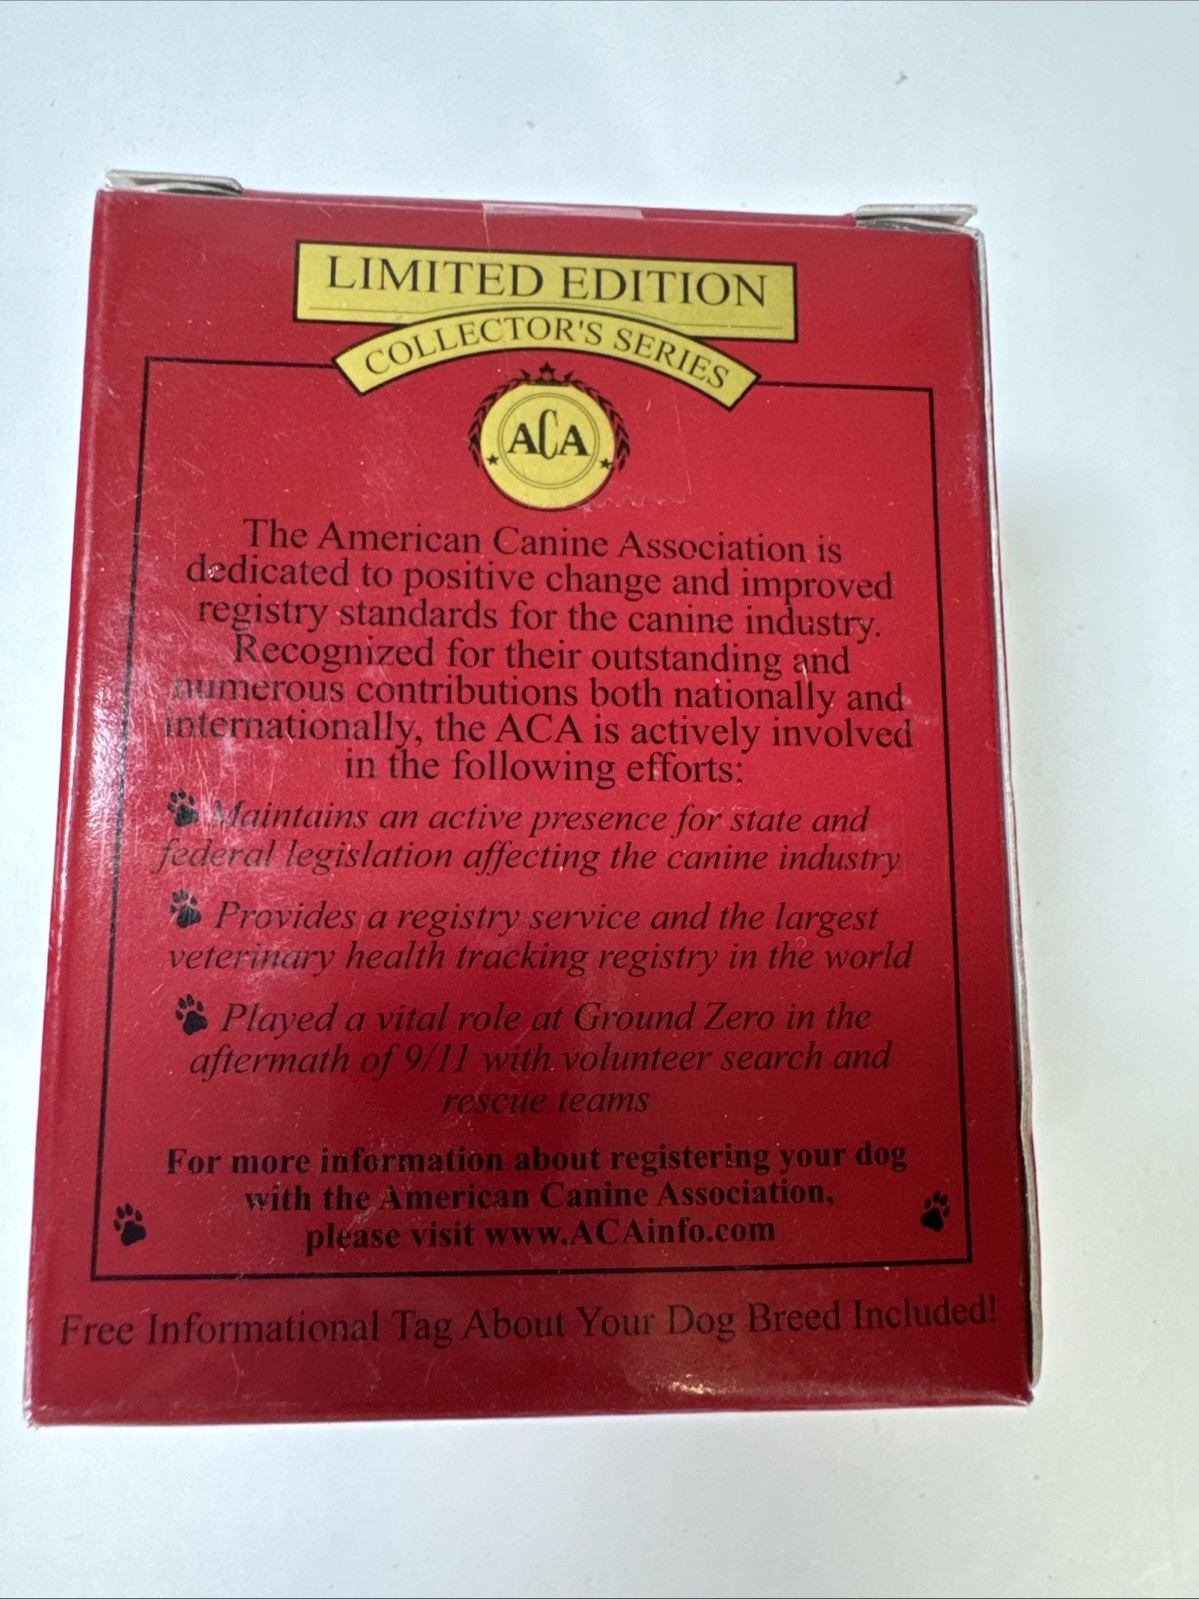 LIMITED EDITION
COLLECTOR'S SERIES
ACA
The American Canine Association is
dedicated to positive change and improved
registry standards for the canine industry.
Recognized for their outstanding and
numerous contributions both nationally and
internationally, the ACA is actively involved
in the following efforts:
Maintains an active presence for state and
federal legislation affecting the canine industry
Provides a registry service and the largest
veterinary health tracking registry in the world
Played a vital role at Ground Zero in the
aftermath of 9/11 with volunteer search and
rescue teams
For more information about registering your dog
with the American Canine Association,
please visit www.ACAinfo.com
Free Informational Tag About Your Dog Breed Included!